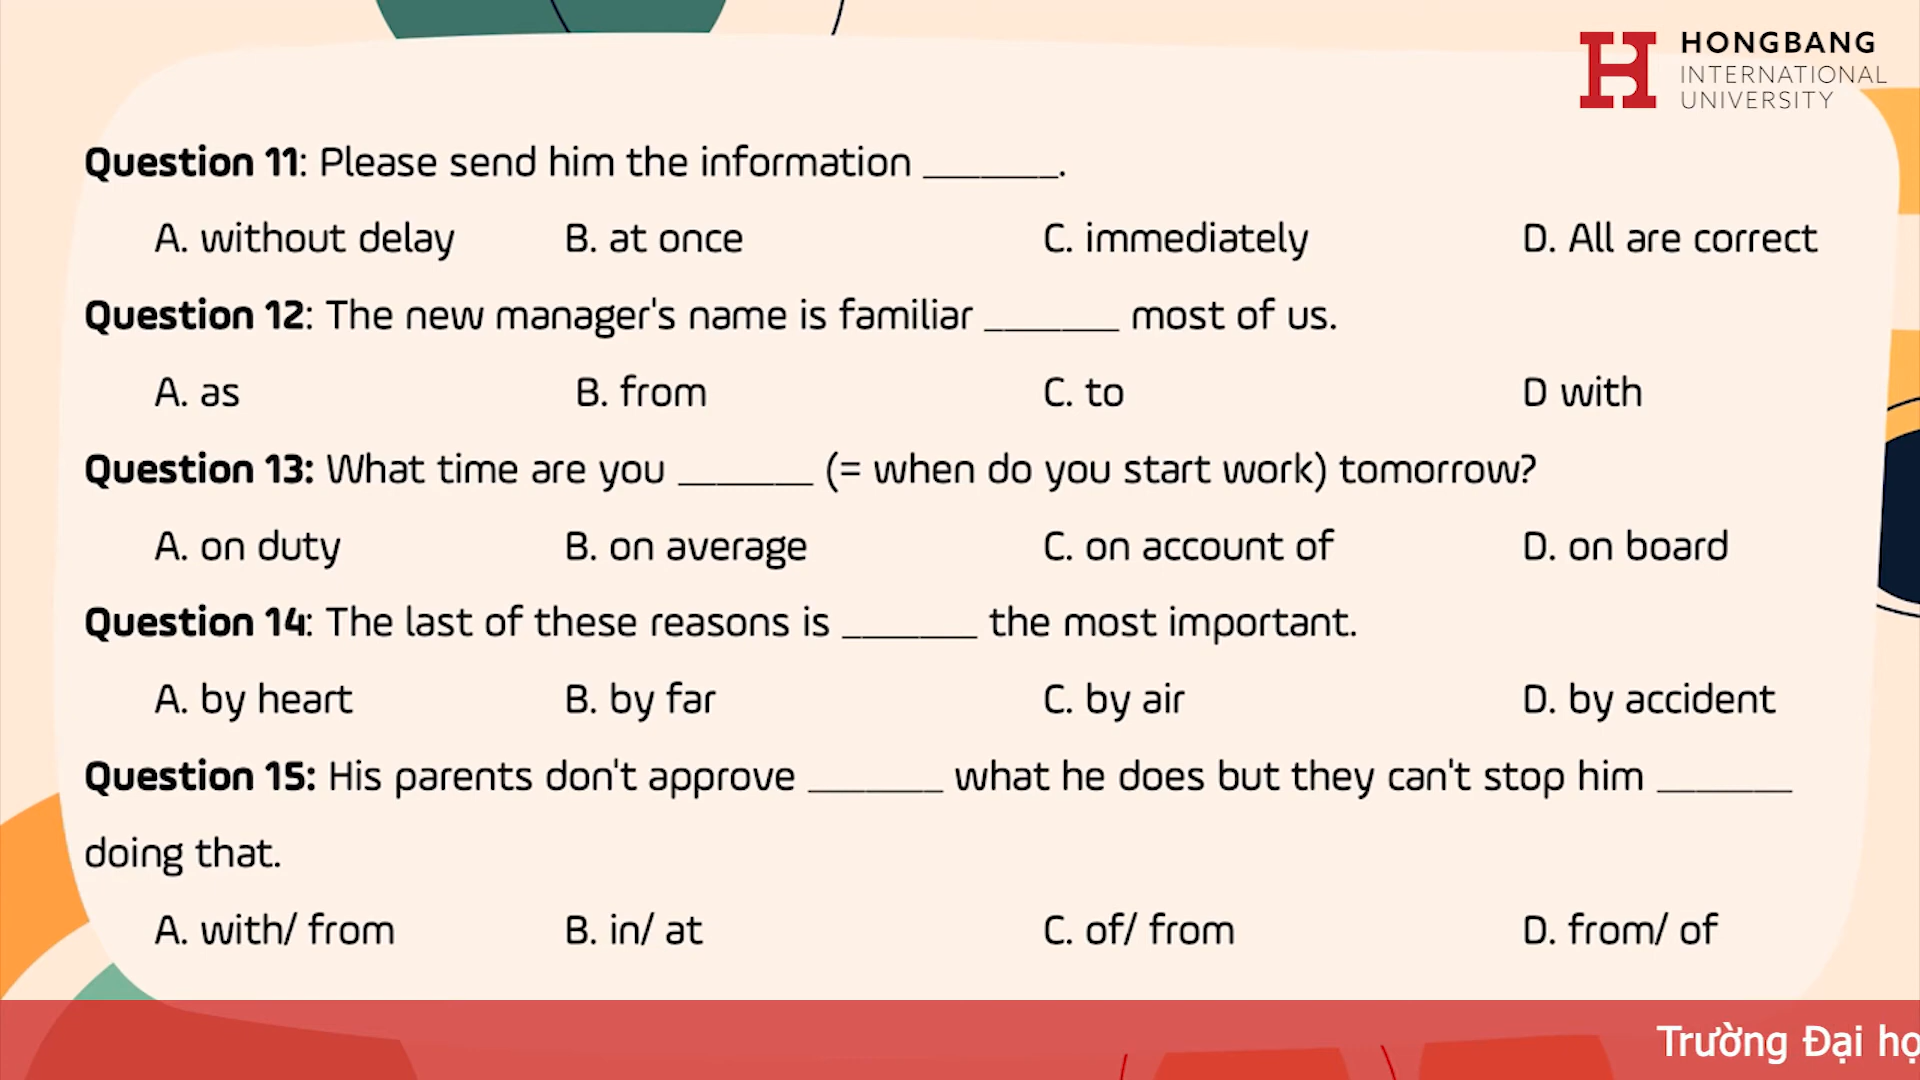 HONGBANG
INTERNATIONAL
UNIVERSITY
Question 11: Please send him the information _______.
A. without delay B. at once C. immediately D. All are correct
Question 12: The new manager's name is familiar _______ most of us.
A. as B. from C. to D with
Question 13: What time are you _______ (= when do you start work) tomorrow?
A. on duty B. on average C. on account of D. on board
Question 14: The last of these reasons is _______ the most important.
A. by heart B. by far C. by air D. by accident
Question 15: His parents don't approve _______ what he does but they can't stop him _______
doing that.
A. with/ from B. in/ at C. of/ from D. from/ of
Trường Đại họ